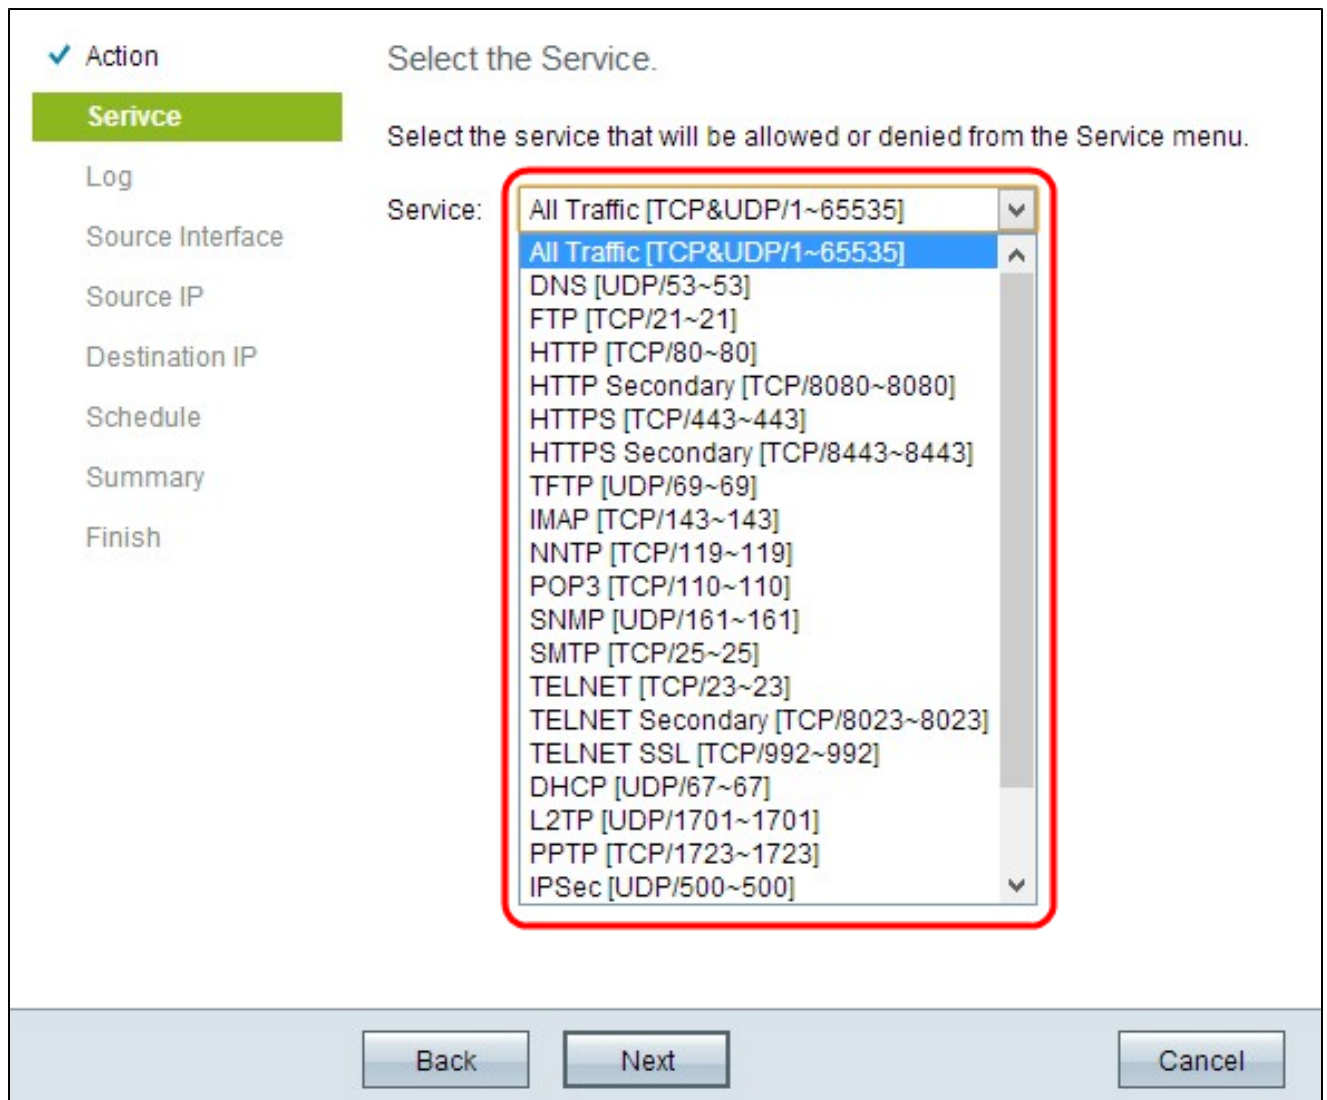 Action
Serivce
Log
Source Interface
Source IP
Destination IP
Schedule
Summary
Finish
Select the Service.
Select the service that will be allowed or denied from the Service menu.
Service: All Traffic [TCP&UDP/1~65535]
All Traffic [TCP&UDP/1~65535]
DNS [UDP/53~53]
FTP [TCP/21~21]
HTTP [TCP/80~80]
HTTP Secondary [TCP/8080~8080]
HTTPS [TCP/443~443]
HTTPS Secondary [TCP/8443~8443]
TFTP [UDP/69~69]
IMAP [TCP/143~143]
NNTP [TCP/119~119]
POP3 [TCP/110~110]
SNMP [UDP/161~161]
SMTP [TCP/25~25]
TELNET [TCP/23~23]
TELNET Secondary [TCP/8023~8023]
TELNET SSL [TCP/992~992]
DHCP [UDP/67~67]
L2TP [UDP/1701~1701]
PPTP [TCP/1723~1723]
IPSec [UDP/500~500]
Back Next Cancel